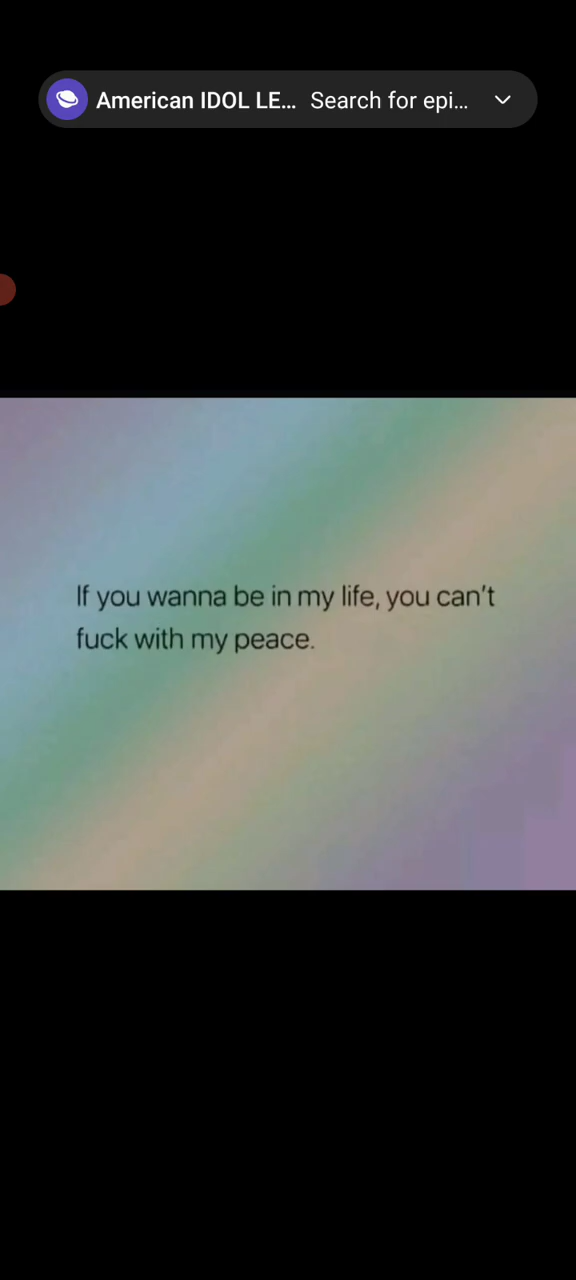 American IDOL LE... Search for epi...
If you wanna be in my life, you can't
fuck with my peace.